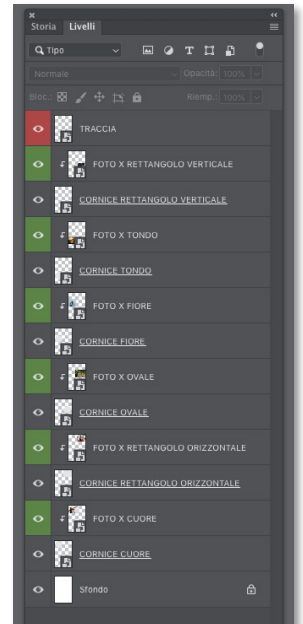 Storia Livelli
Tipo T
Normale Opacità: 100%
Bloc.: Riemp.: 100%
TRACCIA
FOTO X RETTANGOLO VERTICALE
CORNICE RETTANGOLO VERTICALE
FOTO X TONDO
CORNICE TONDO
FOTO X FIORE
CORNICE FIORE
FOTO X OVALE
CORNICE OVALE
FOTO X RETTANGOLO ORIZZONTALE
CORNICE RETTANGOLO ORIZZONTALE
FOTO X CUORE
CORNICE CUORE
Sfondo